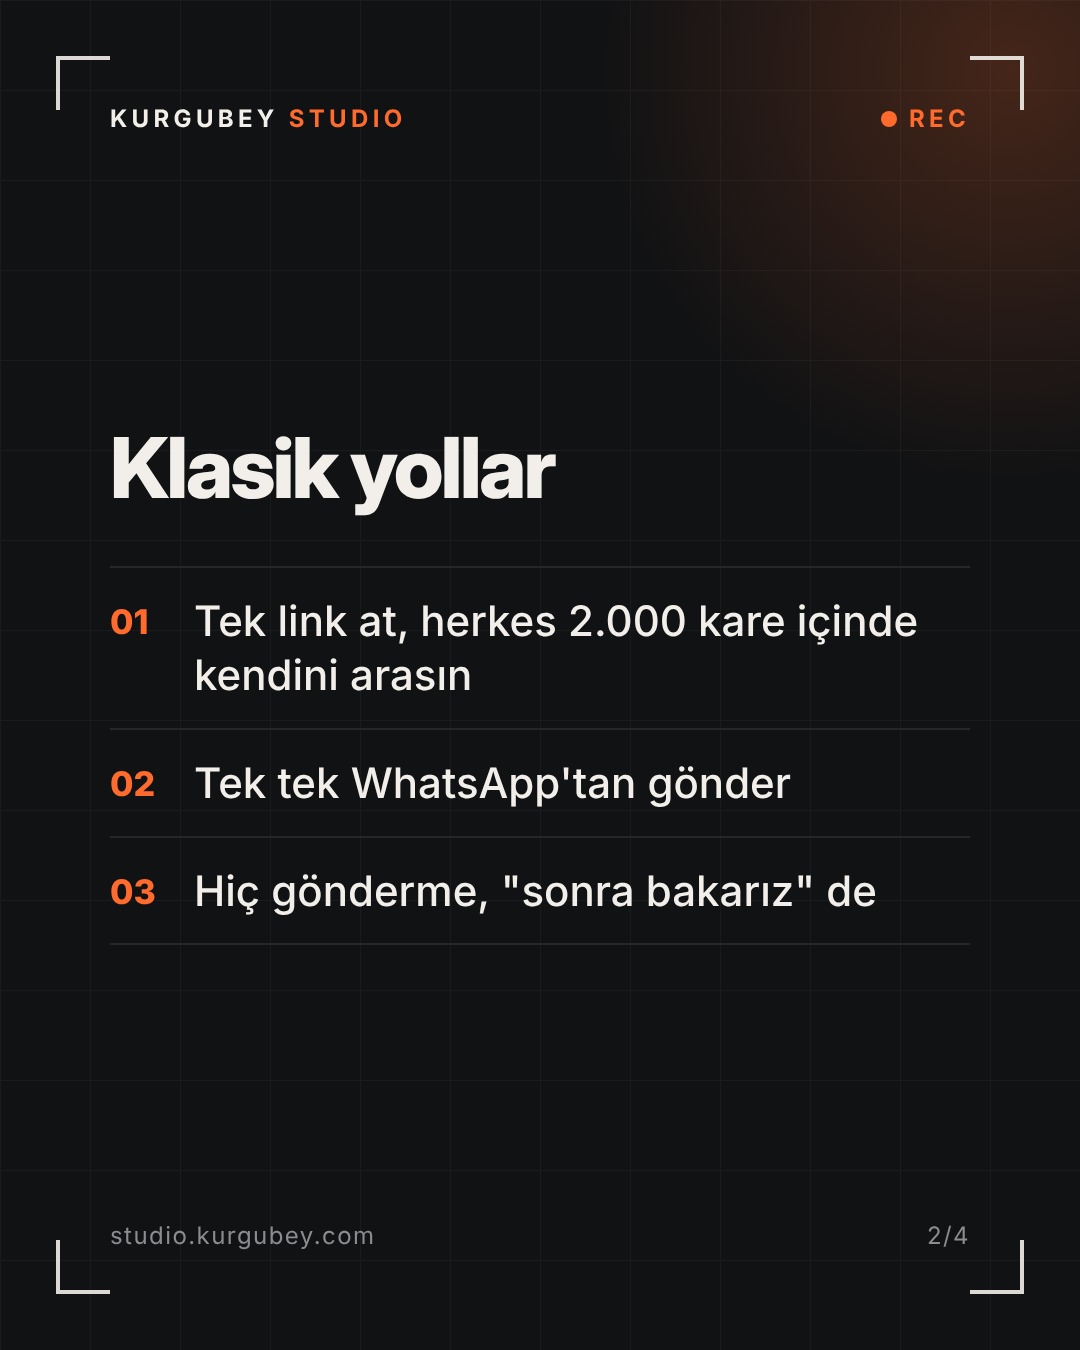 KURGUBEY STUDIO
REC
Klasik yollar
01 Tek link at, herkes 2.000 kare içinde
kendini arasın
02 Tek tek WhatsApp'tan gönder
03 Hiç gönderme, "sonra bakarız" de
studio.kurgubey.com
2/4